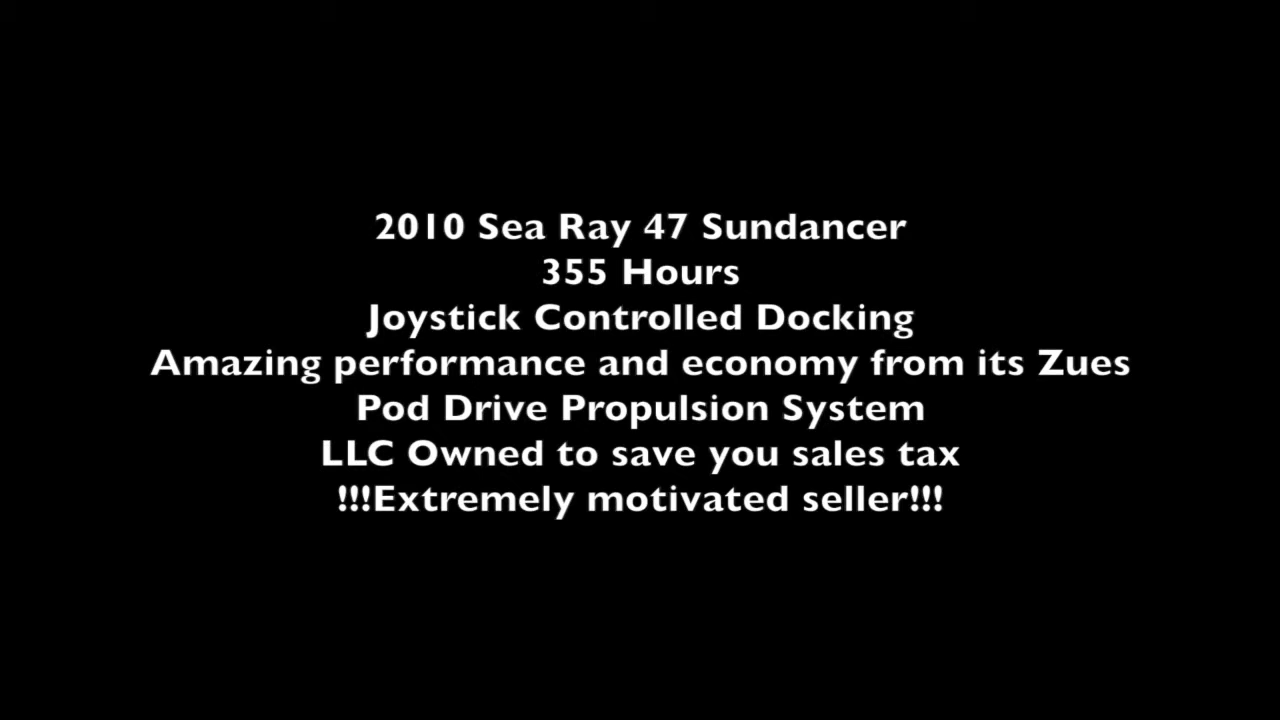 2010 Sea Ray 47 Sundancer
355 Hours
Joystick Controlled Docking
Amazing performance and economy from its Zues
Pod Drive Propulsion System
LLC Owned to save you sales tax
!!!Extremely motivated seller!!!